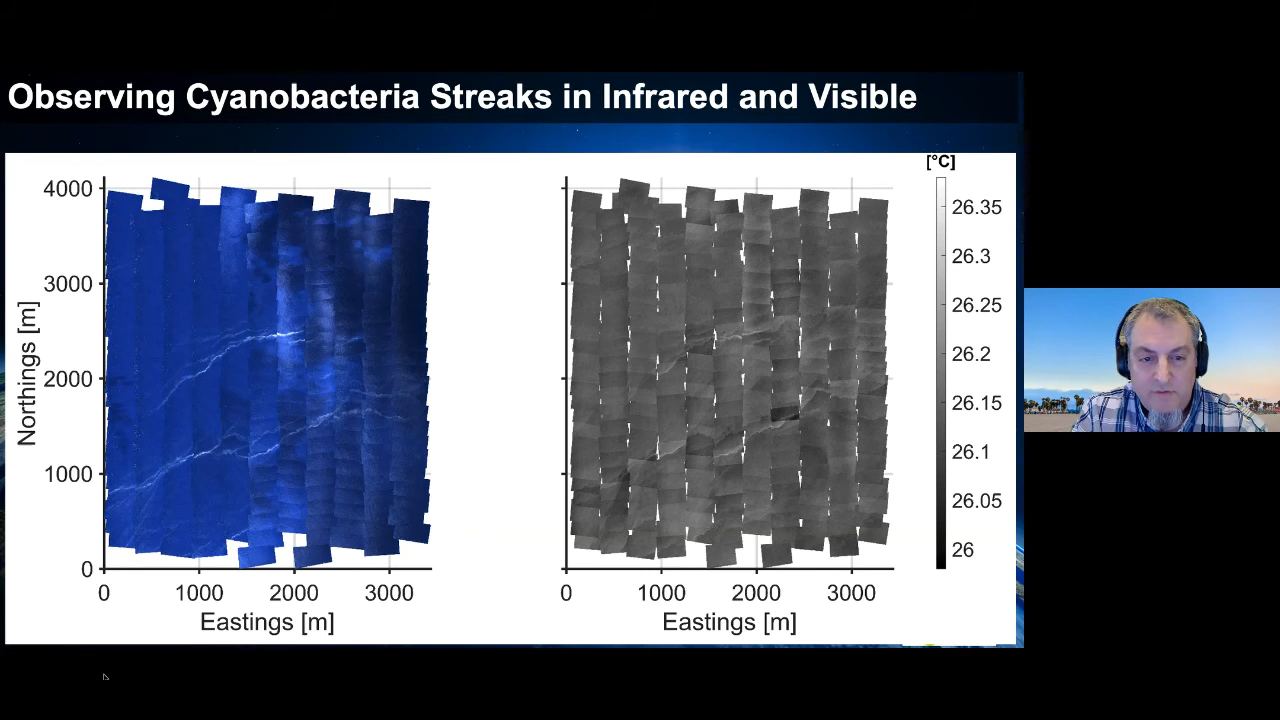 Observing Cyanobacteria Streaks in Infrared and Visible
[°C]
4000
3000
2000
1000
0
Northings [m]
0 1000 2000 3000
Eastings [m]
0 1000 2000 3000
Eastings [m]
26.35
26.3
26.25
26.2
26.15
26.1
26.05
26